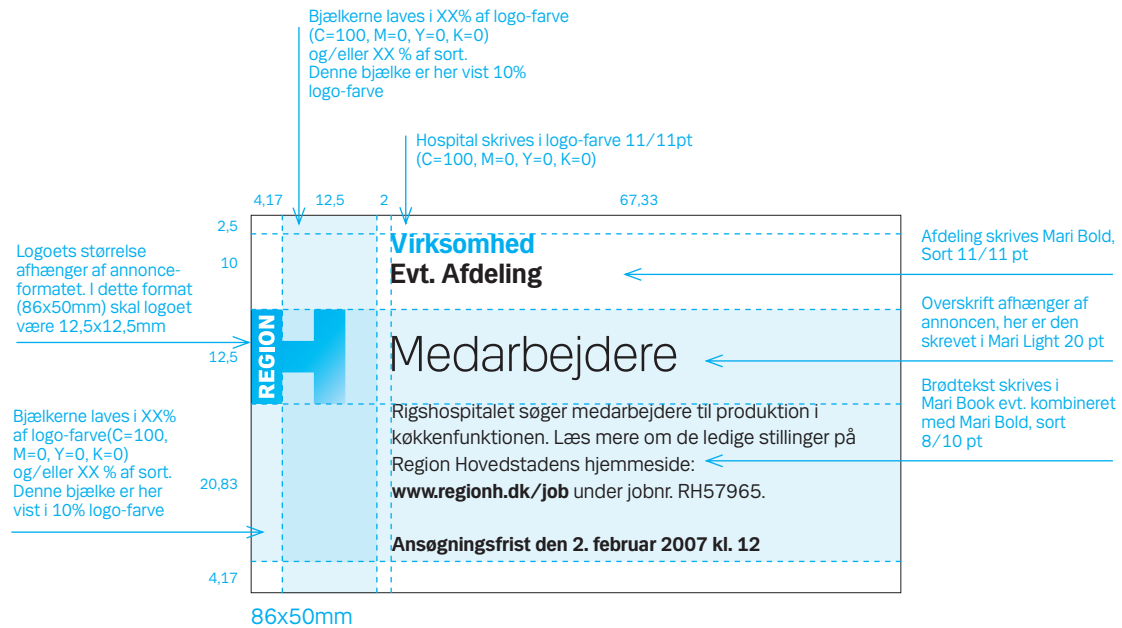 Bjælkerne laves i XX% af logo-farve
(C=100, M=0, Y=0, K=0)
og/eller XX % af sort.
Denne bjælke er her vist 10%
logo-farve
Hospital skrives i logo-farve 11/11pt
(C=100, M=0, Y=0, K=0)
4,17 12,5 2 67,33
2,5
10
12,5
20,83
4,17
Logoets størrelse
afhænger af annonce-
formatet. I dette format
(86x50mm) skal logoet
være 12,5x12,5mm
Bjælkerne laves i XX%
af logo-farve(C=100,
M=0, Y=0, K=0)
og/eller XX % af sort.
Denne bjælke er her
vist i 10% logo-farve
REGION
H
Virksomhed
Evt. Afdeling
Medarbejdere
Rigshospitalet søger medarbejdere til produktion i
køkkenfunktionen. Læs mere om de ledige stillinger på
Region Hovedstadens hjemmeside:
www.regionh.dk/job under jobnr. RH57965.
Ansøgningsfrist den 2. februar 2007 kl. 12
Afdeling skrives Mari Bold,
Sort 11/11 pt
Overskrift afhænger af
annoncen, her er den
skrevet i Mari Light 20 pt
Brødtekst skrives i
Mari Book evt. kombineret
med Mari Bold, sort
8/10 pt
86x50mm